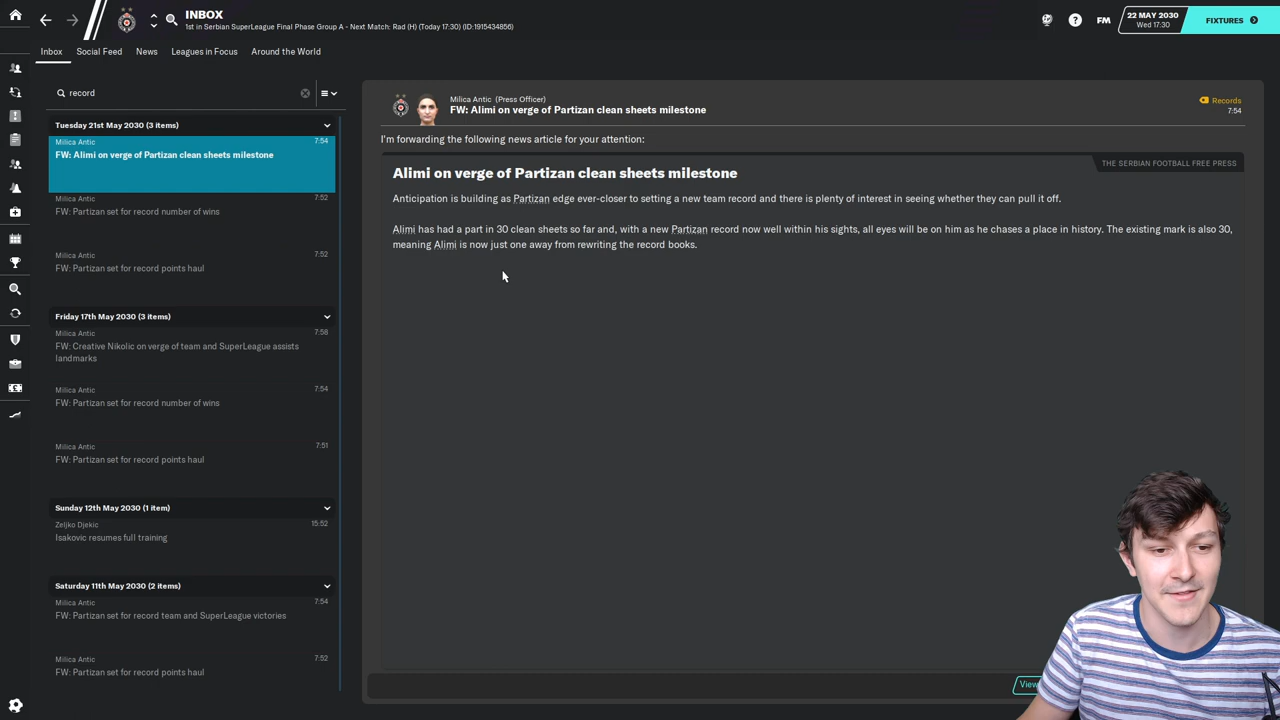 INBOX
1st in Serbian SuperLeague Final Phase Group A - Next Match: Rad (H) (Today 17:30) (ID:1915434856)
FM
22 MAY 2030
Wed 17:30
FIXTURES
Inbox
Social Feed
News
Leagues in Focus
Around the World
record
Tuesday 21st May 2030 (3 items)
Milica Antic
7:54
FW: Alimi on verge of Partizan clean sheets milestone
Milica Antic
7:52
FW: Partizan set for record number of wins
Milica Antic
7:52
FW: Partizan set for record points haul
Friday 17th May 2030 (3 items)
Milica Antic
7:58
FW: Creative Nikolic on verge of team and SuperLeague assists
landmarks
Milica Antic
7:54
FW: Partizan set for record number of wins
Milica Antic
7:51
FW: Partizan set for record points haul
Sunday 12th May 2030 (1 item)
Zeljko Djekic
15:52
Isakovic resumes full training
Saturday 11th May 2030 (2 items)
Milica Antic
7:54
FW: Partizan set for record team and SuperLeague victories
Milica Antic
7:52
FW: Partizan set for record points haul
Milica Antic (Press Officer)
FW: Alimi on verge of Partizan clean sheets milestone
Records
7:54
I'm forwarding the following news article for your attention:
THE SERBIAN FOOTBALL FREE PRESS
Alimi on verge of Partizan clean sheets milestone
Anticipation is building as Partizan edge ever-closer to setting a new team record and there is plenty of interest in seeing whether they can pull it off.
Alimi has had a part in 30 clean sheets so far and, with a new Partizan record now well within his sights, all eyes will be on him as he chases a place in history. The existing mark is also 30,
meaning Alimi is now just one away from rewriting the record books.
View